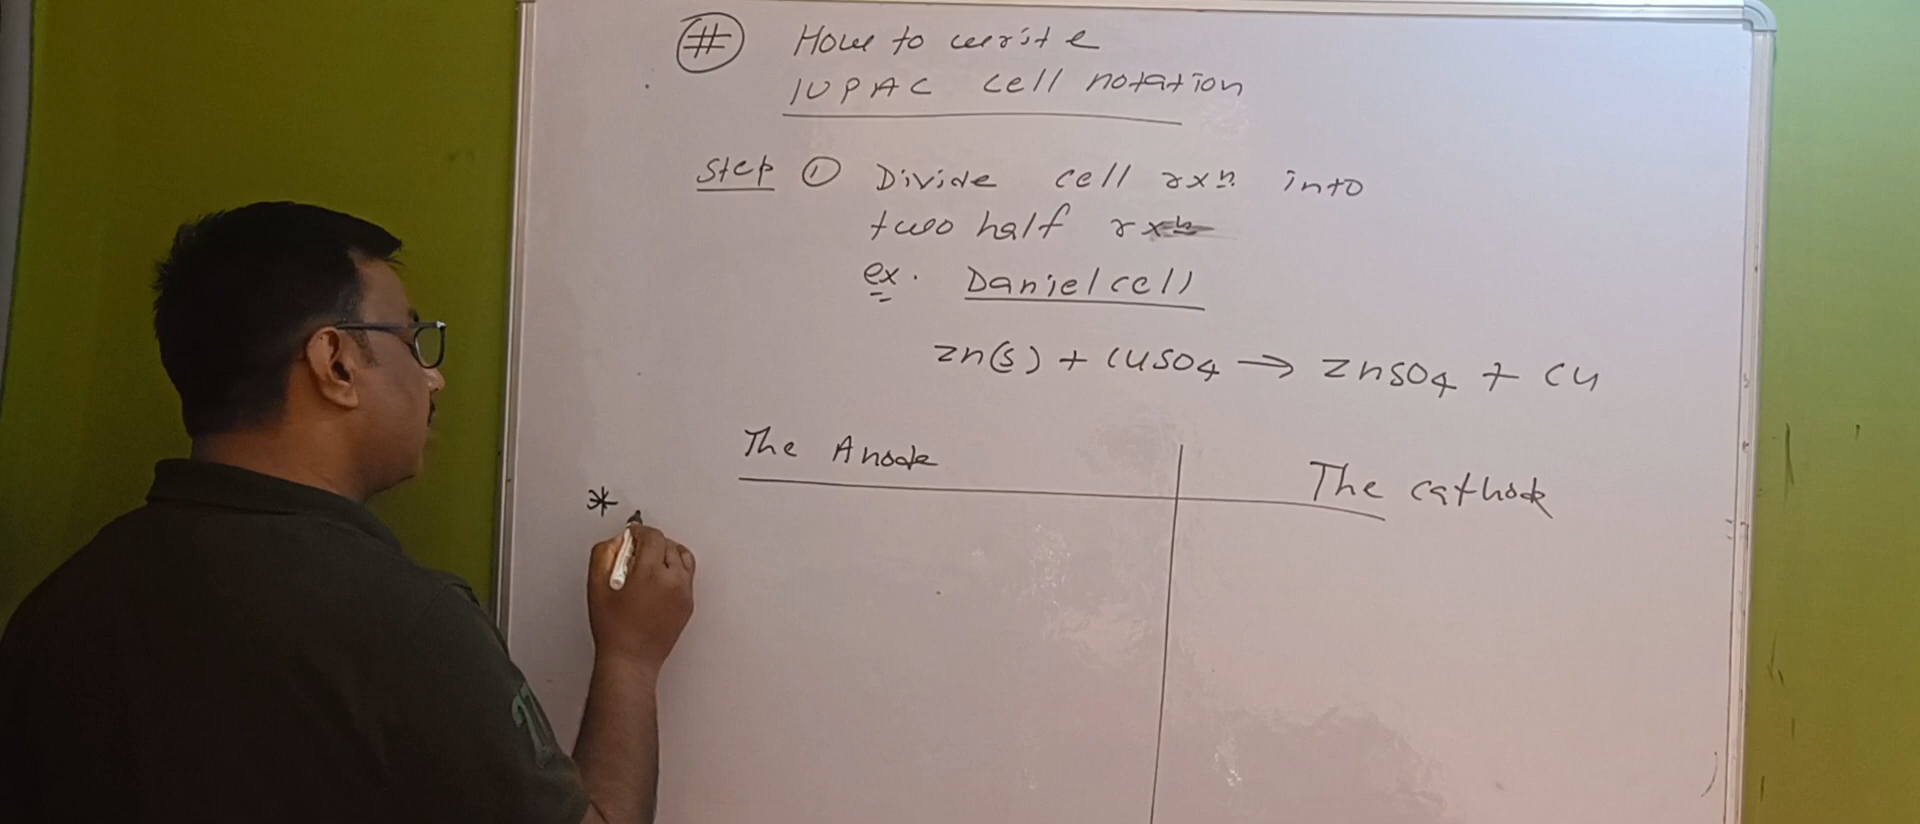 # How to write
IUPAC cell notation
Step ① Divide cell rxn into
two half rxn
ex. Daniel cell
Zn(s) + CuSO4 → ZnSO4 + Cu
The Anode
The cathode
*